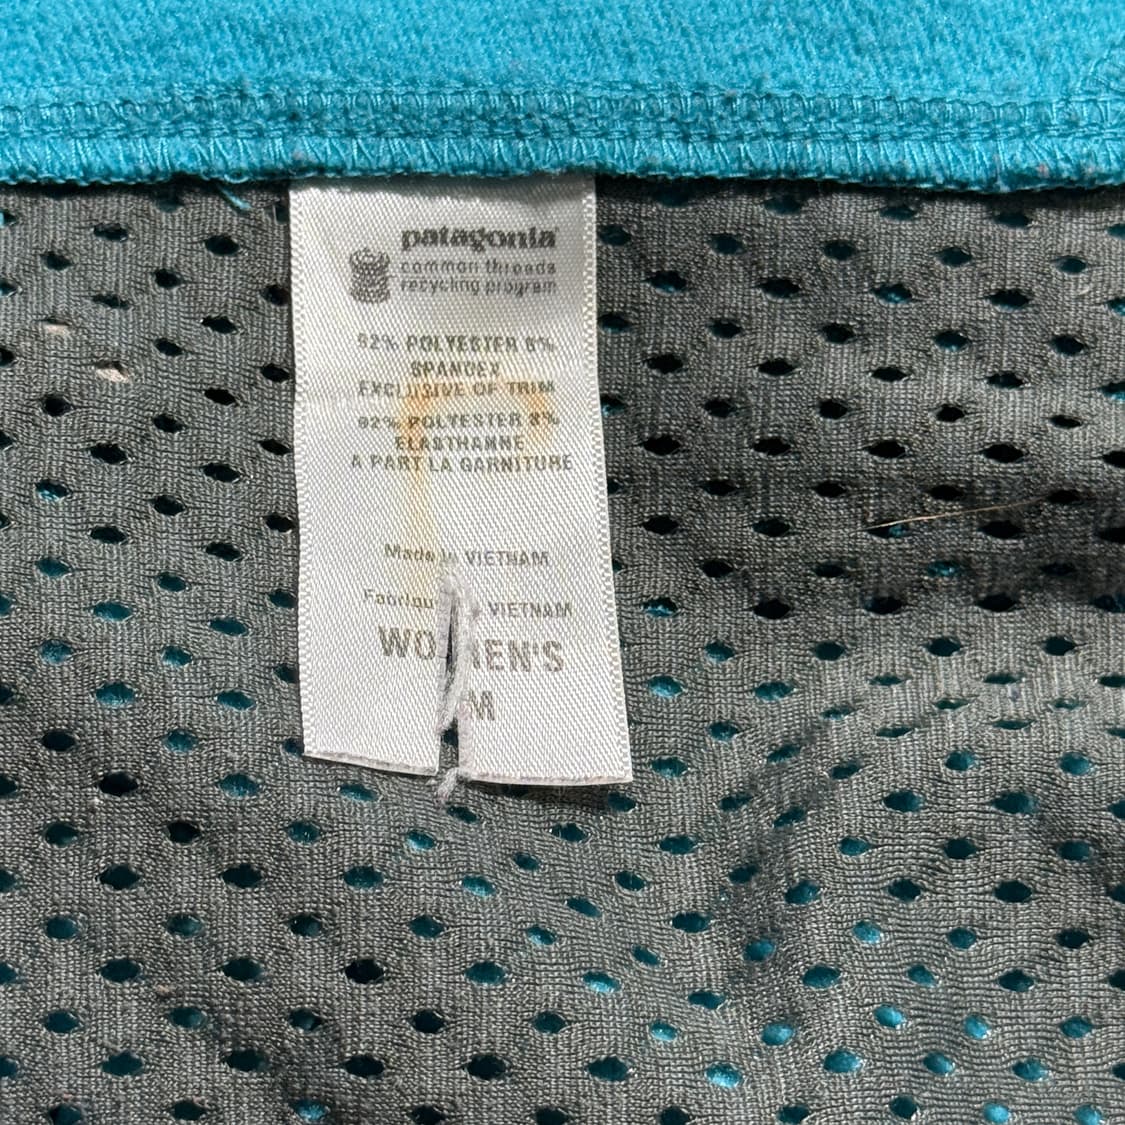 patagonia
common threads
recycling program
92% POLYESTER 8%
SPANDEX
EXCLUSIVE OF TRIM
92% POLYESTER 8%
ELASTHANNE
A PART LA GARNITURE
Made in VIETNAM
VIETNAM
WOMEN'S
M